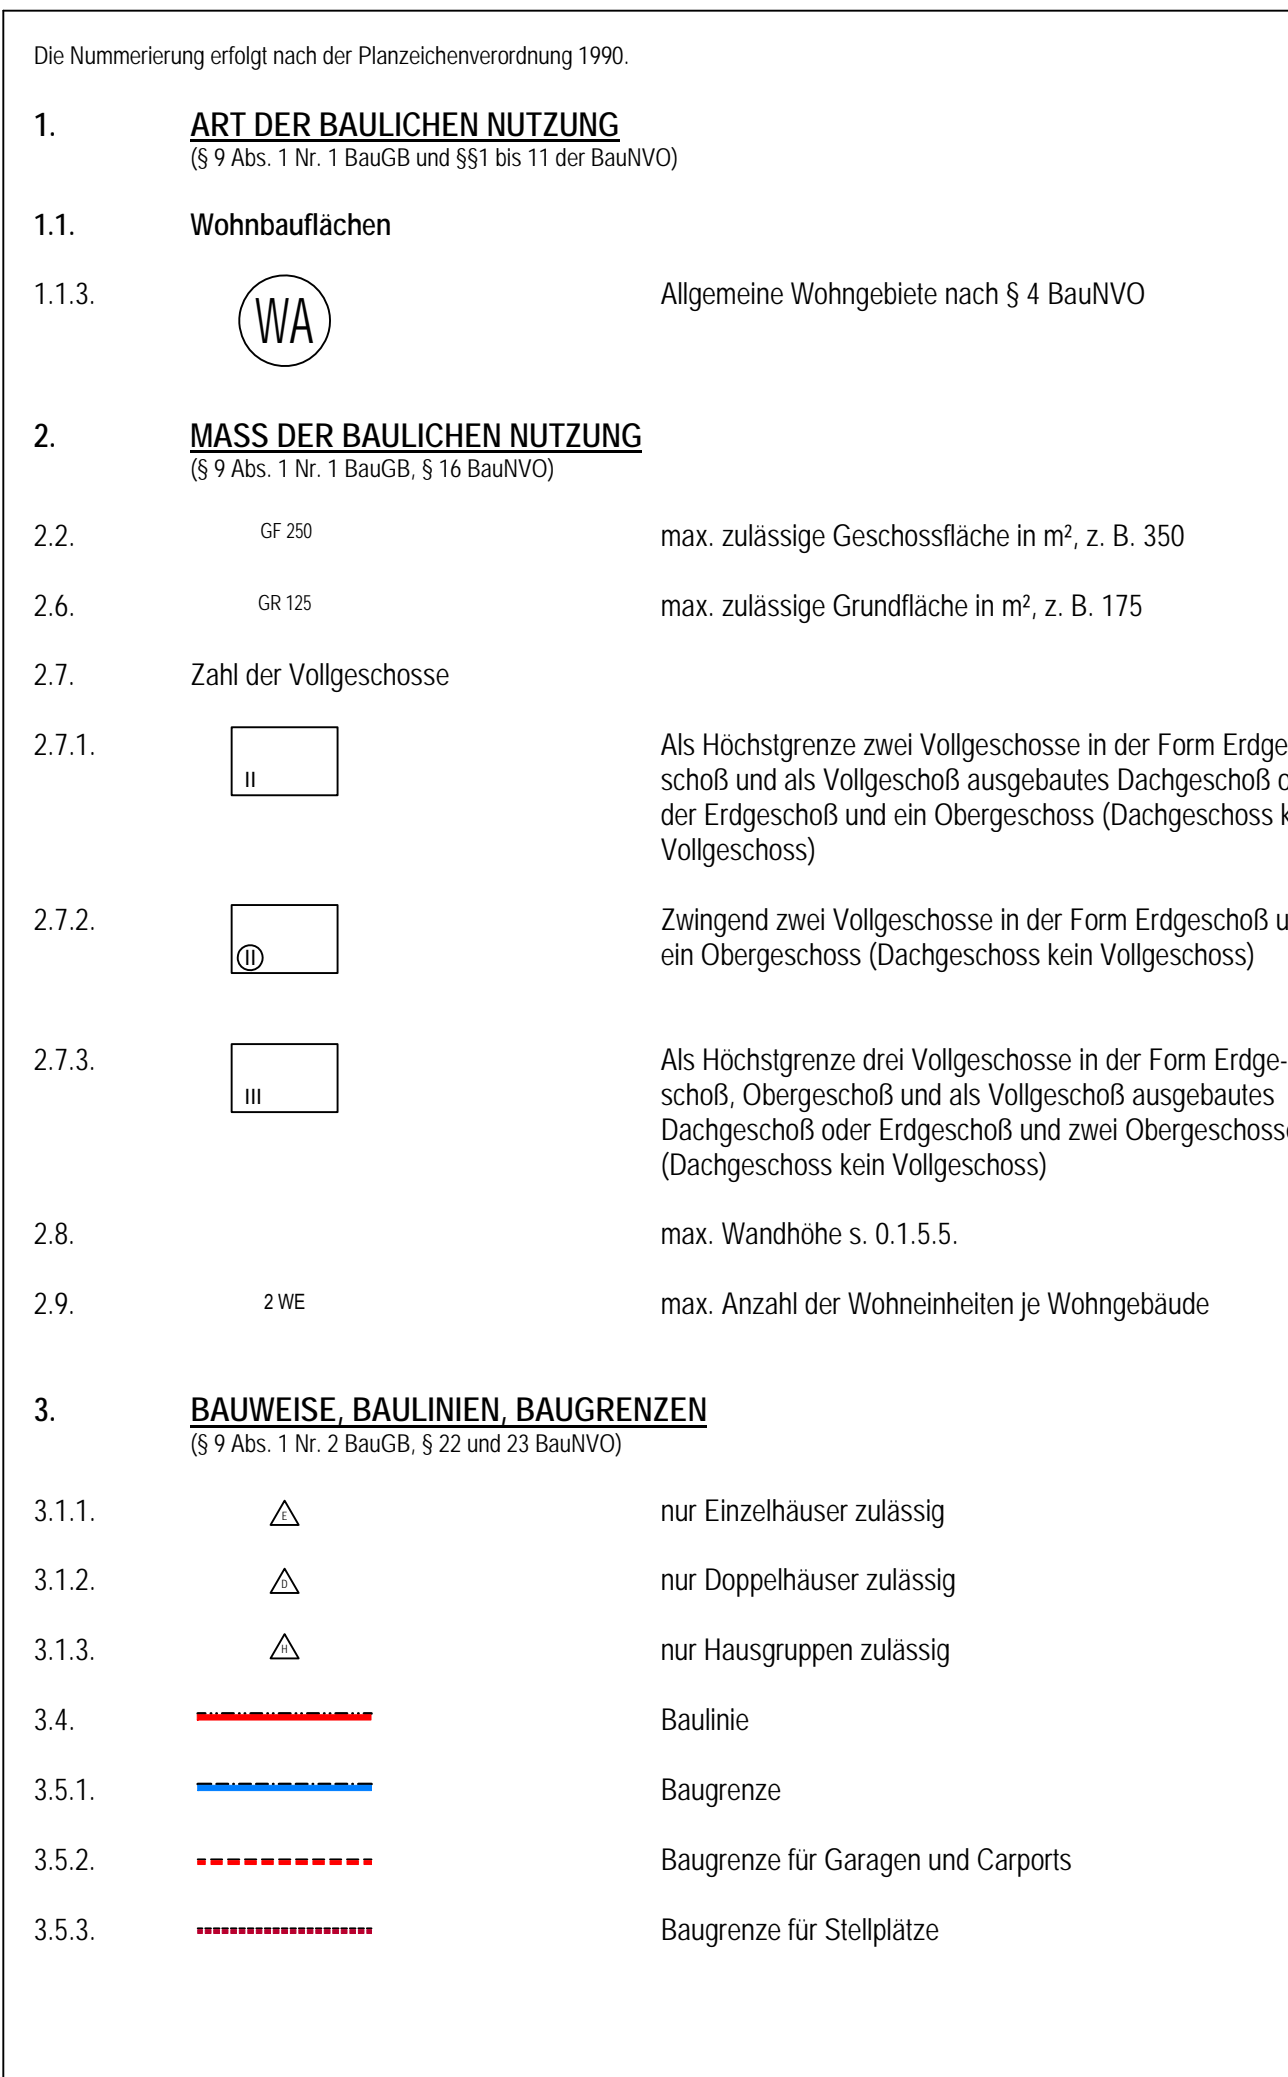 Die Nummerierung erfolgt nach der Planzeichenverordnung 1990.
1. ART DER BAULICHEN NUTZUNG
(§ 9 Abs. 1 Nr. 1 BauGB und §§1 bis 11 der BauNVO)
1.1. Wohnbauflächen
1.1.3. WA Allgemeine Wohngebiete nach § 4 BauNVO
2. MASS DER BAULICHEN NUTZUNG
(§ 9 Abs. 1 Nr. 1 BauGB, § 16 BauNVO)
2.2. GF 250 max. zulässige Geschossfläche in m², z. B. 350
2.6. GR 125 max. zulässige Grundfläche in m², z. B. 175
2.7. Zahl der Vollgeschosse
2.7.1. II Als Höchstgrenze zwei Vollgeschosse in der Form Erdge
schoß und als Vollgeschoß ausgebautes Dachgeschoß
der Erdgeschoß und ein Obergeschoss (Dachgeschoss
Vollgeschoss)
2.7.2. II Zwingend zwei Vollgeschosse in der Form Erdgeschoß
ein Obergeschoss (Dachgeschoss kein Vollgeschoss)
2.7.3. III Als Höchstgrenze drei Vollgeschosse in der Form Erdge-
schoß, Obergeschoß und als Vollgeschoß ausgebautes
Dachgeschoß oder Erdgeschoß und zwei Obergeschosse
(Dachgeschoss kein Vollgeschoss)
2.8. max. Wandhöhe s. 0.1.5.5.
2.9. 2 WE max. Anzahl der Wohneinheiten je Wohngebäude
3. BAUWEISE, BAULINIEN, BAUGRENZEN
(§ 9 Abs. 1 Nr. 2 BauGB, § 22 und 23 BauNVO)
3.1.1. E nur Einzelhäuser zulässig
3.1.2. D nur Doppelhäuser zulässig
3.1.3. H nur Hausgruppen zulässig
3.4. Baulinie
3.5.1. Baugrenze
3.5.2. Baugrenze für Garagen und Carports
3.5.3. Baugrenze für Stellplätze